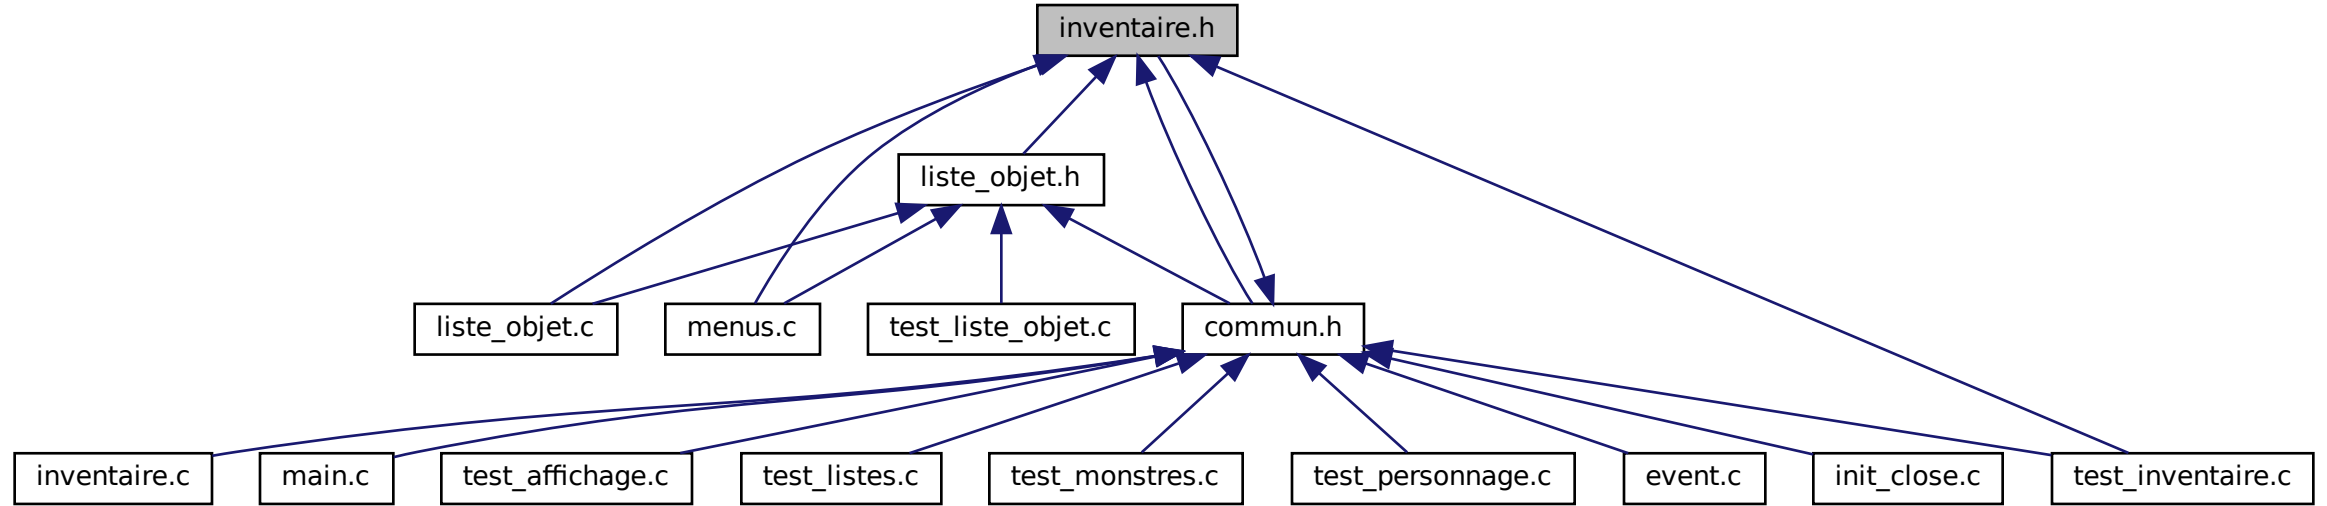 inventaire.h
liste_objet.h
liste_objet.c
menus.c
test_liste_objet.c
commun.h
inventaire.c
main.c
test_affichage.c
test_listes.c
test_monstres.c
test_personnage.c
event.c
init_close.c
test_inventaire.c